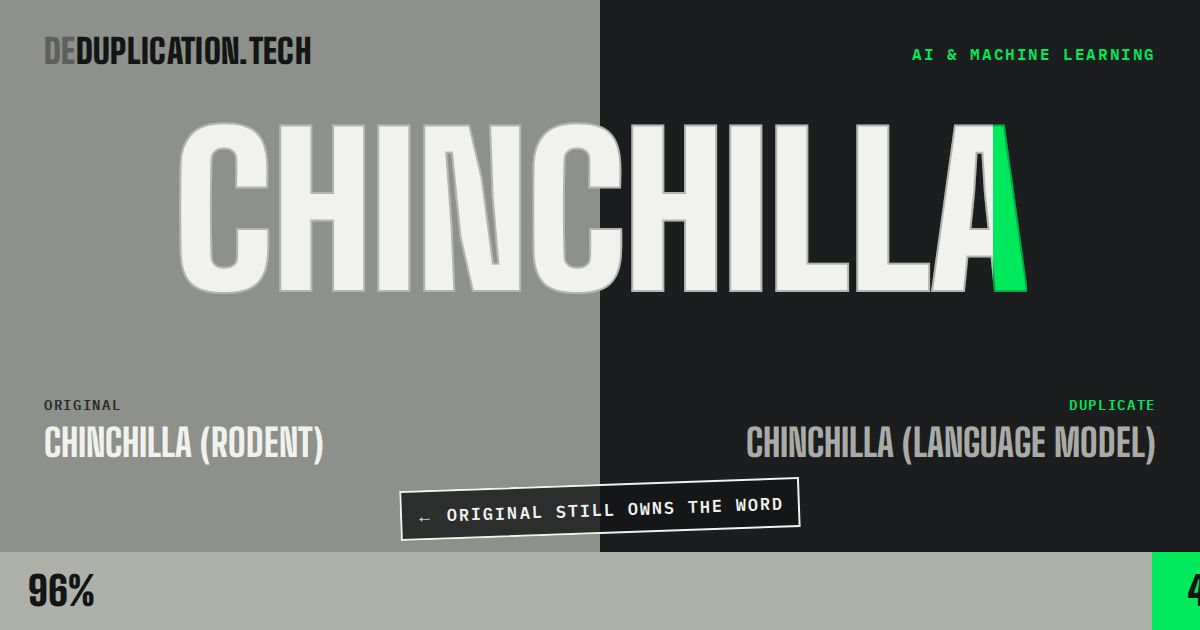 DEDUPLICATION.TECH
AI & MACHINE LEARNING
CHINCHILLA
ORIGINAL
CHINCHILLA (RODENT)
DUPLICATE
CHINCHILLA (LANGUAGE MODEL)
← ORIGINAL STILL OWNS THE WORD
96%
4